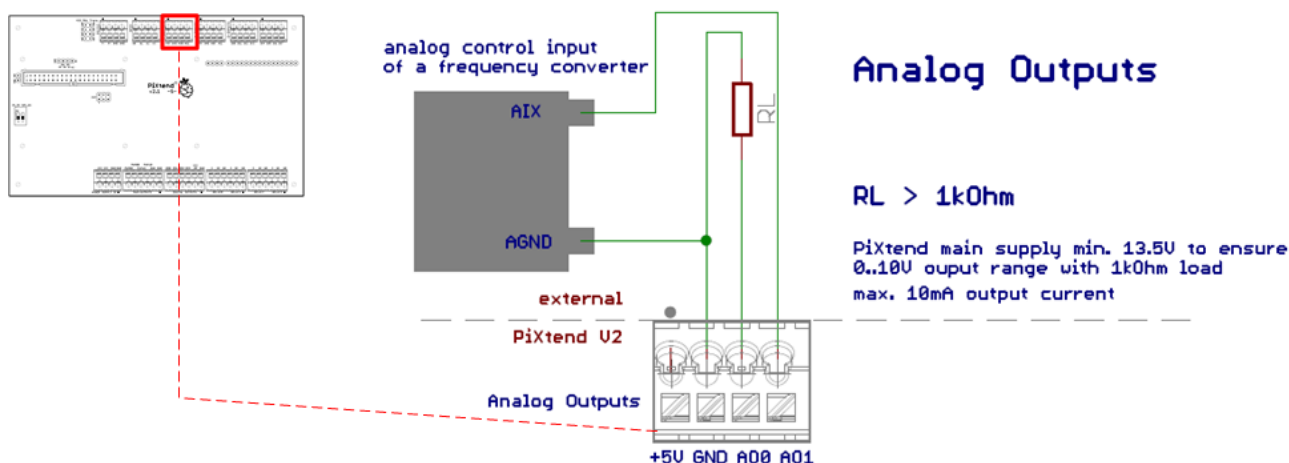 PiXtend
analog control input
of a frequency converter
AIX
AGND
RL
Analog Outputs
RL > 1kOhm
PiXtend main supply min. 13.5V to ensure
0..10V ouput range with 1kOhm load
max. 10mA output current
external
PiXtend V2
Analog Outputs
+5V GND AO0 AO1